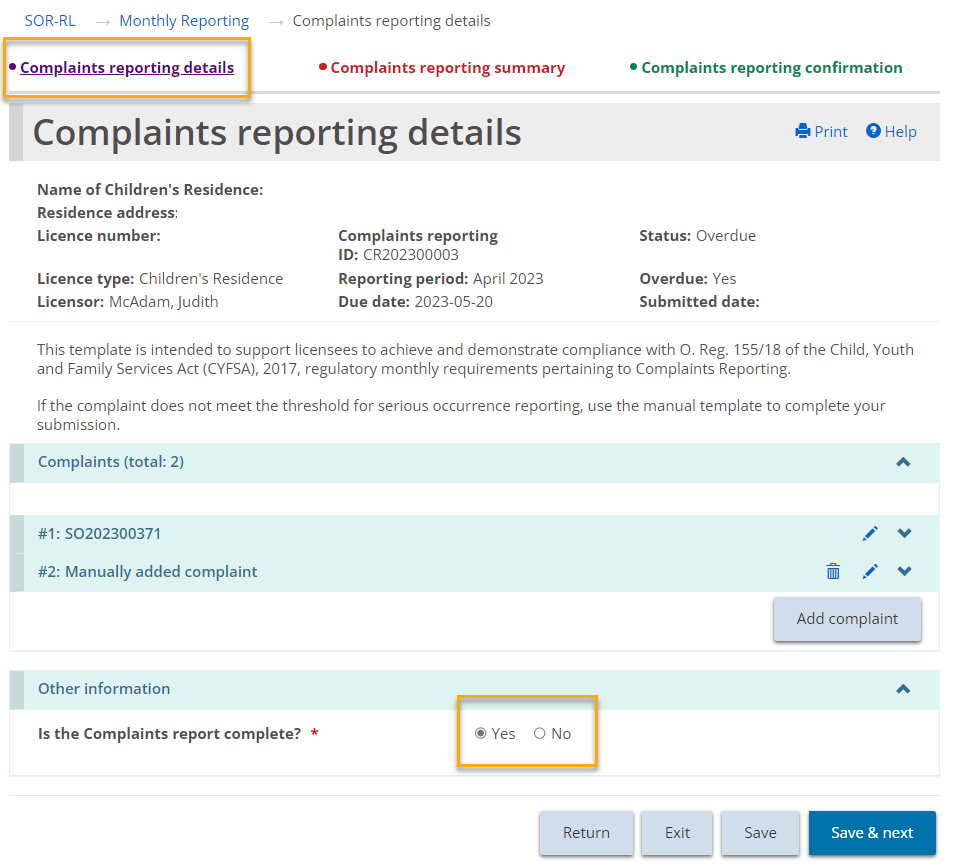 SOR-RL → Monthly Reporting → Complaints reporting details
• Complaints reporting details • Complaints reporting summary • Complaints reporting confirmation
Complaints reporting details Print Help
Name of Children's Residence:
Residence address:
Licence number: Complaints reporting Status: Overdue
ID: CR202300003
Licence type: Children's Residence Reporting period: April 2023 Overdue: Yes
Licensor: McAdam, Judith Due date: 2023-05-20 Submitted date:
This template is intended to support licensees to achieve and demonstrate compliance with O. Reg. 155/18 of the Child, Youth
and Family Services Act (CYFSA), 2017, regulatory monthly requirements pertaining to Complaints Reporting.
If the complaint does not meet the threshold for serious occurrence reporting, use the manual template to complete your
submission.
Complaints (total: 2)
#1: SO202300371
#2: Manually added complaint
Add complaint
Other information
Is the Complaints report complete? * Yes No
Return Exit Save Save & next